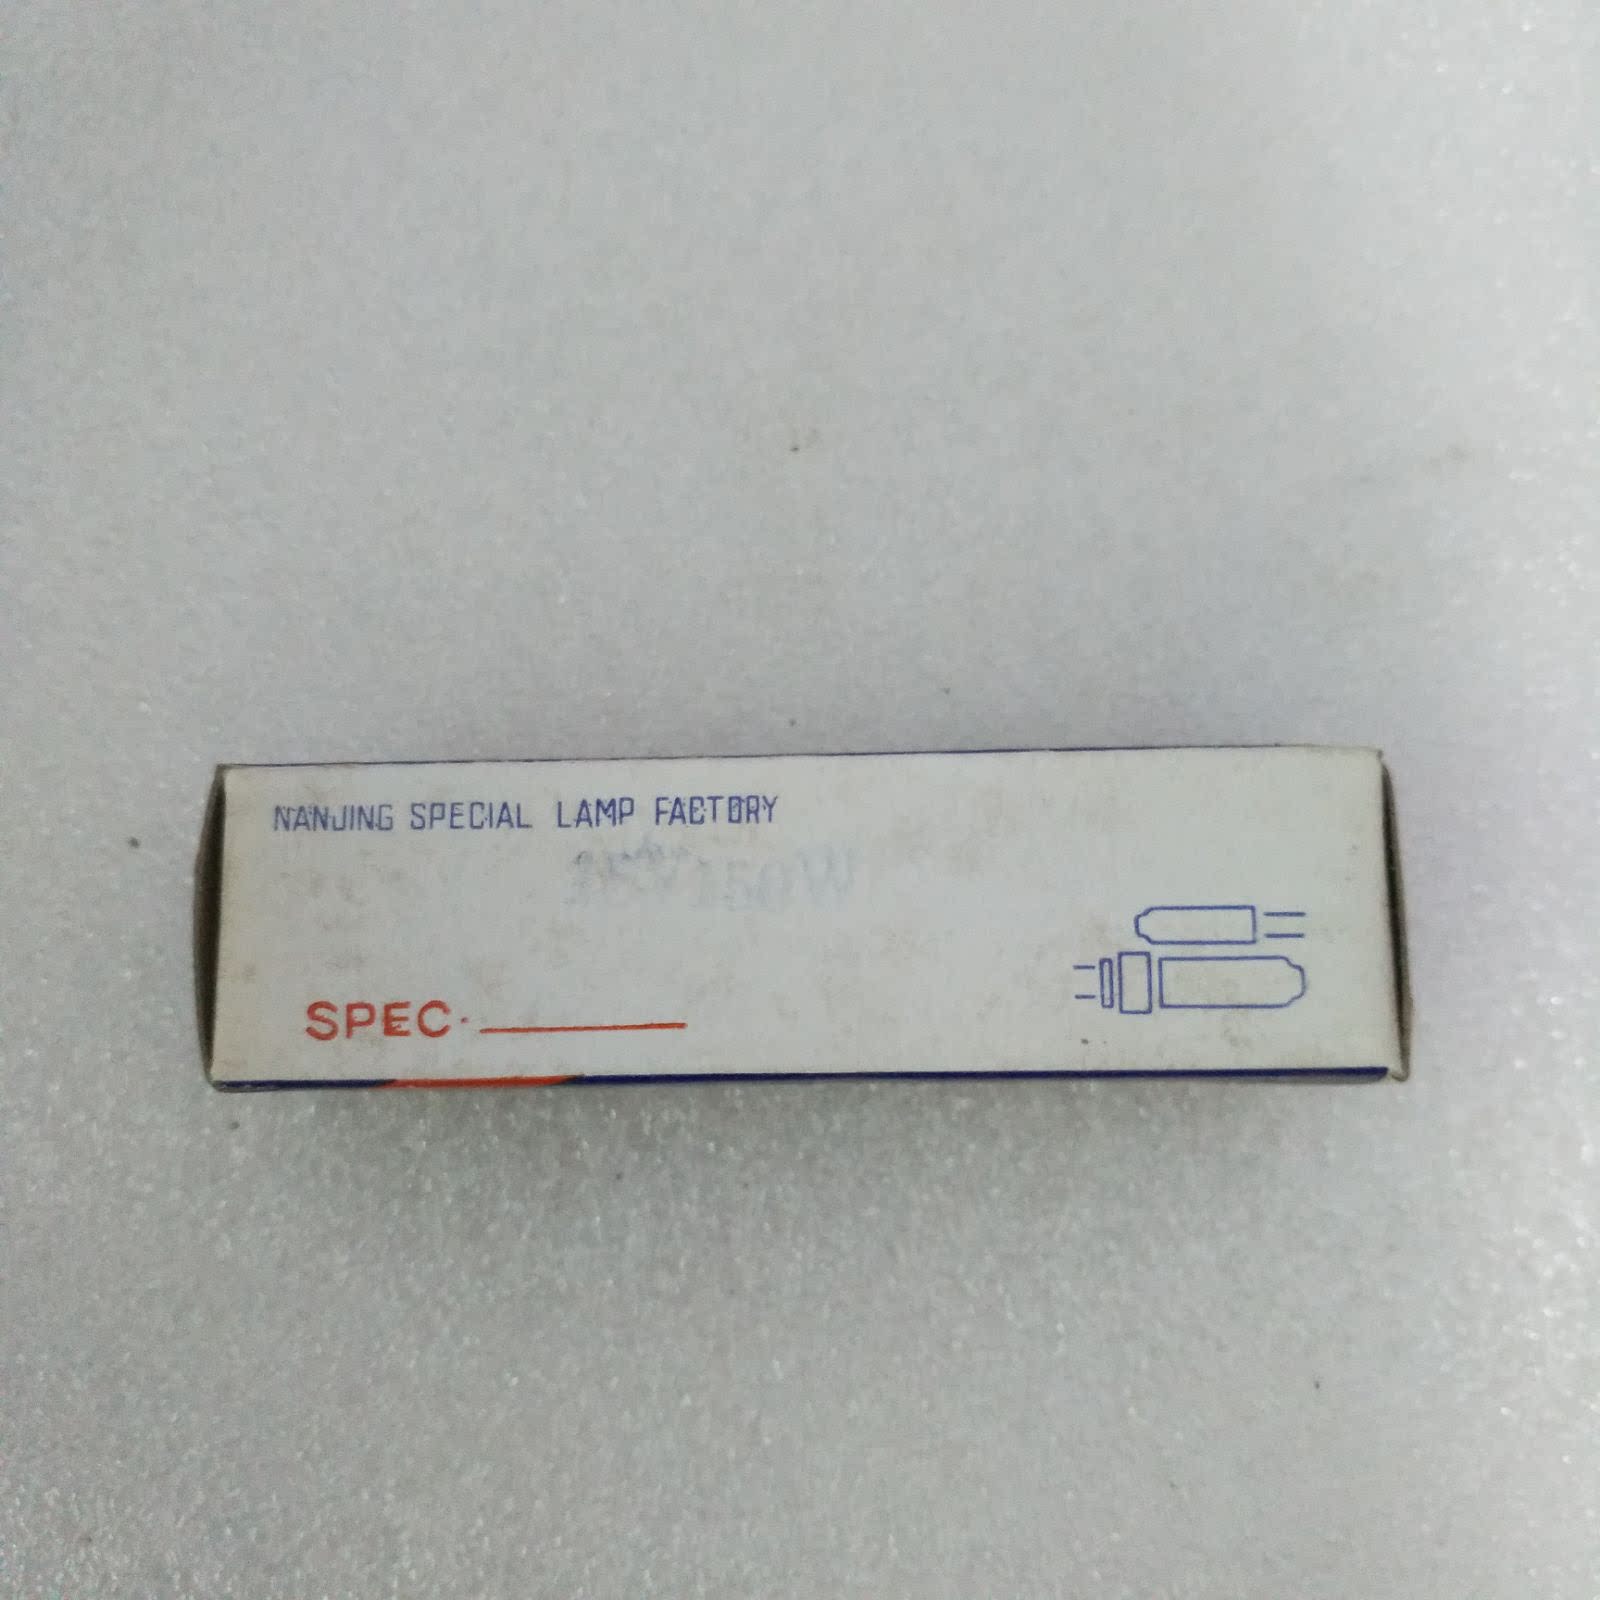 NANJING SPECIAL LAMP FACTORY
SPEC.